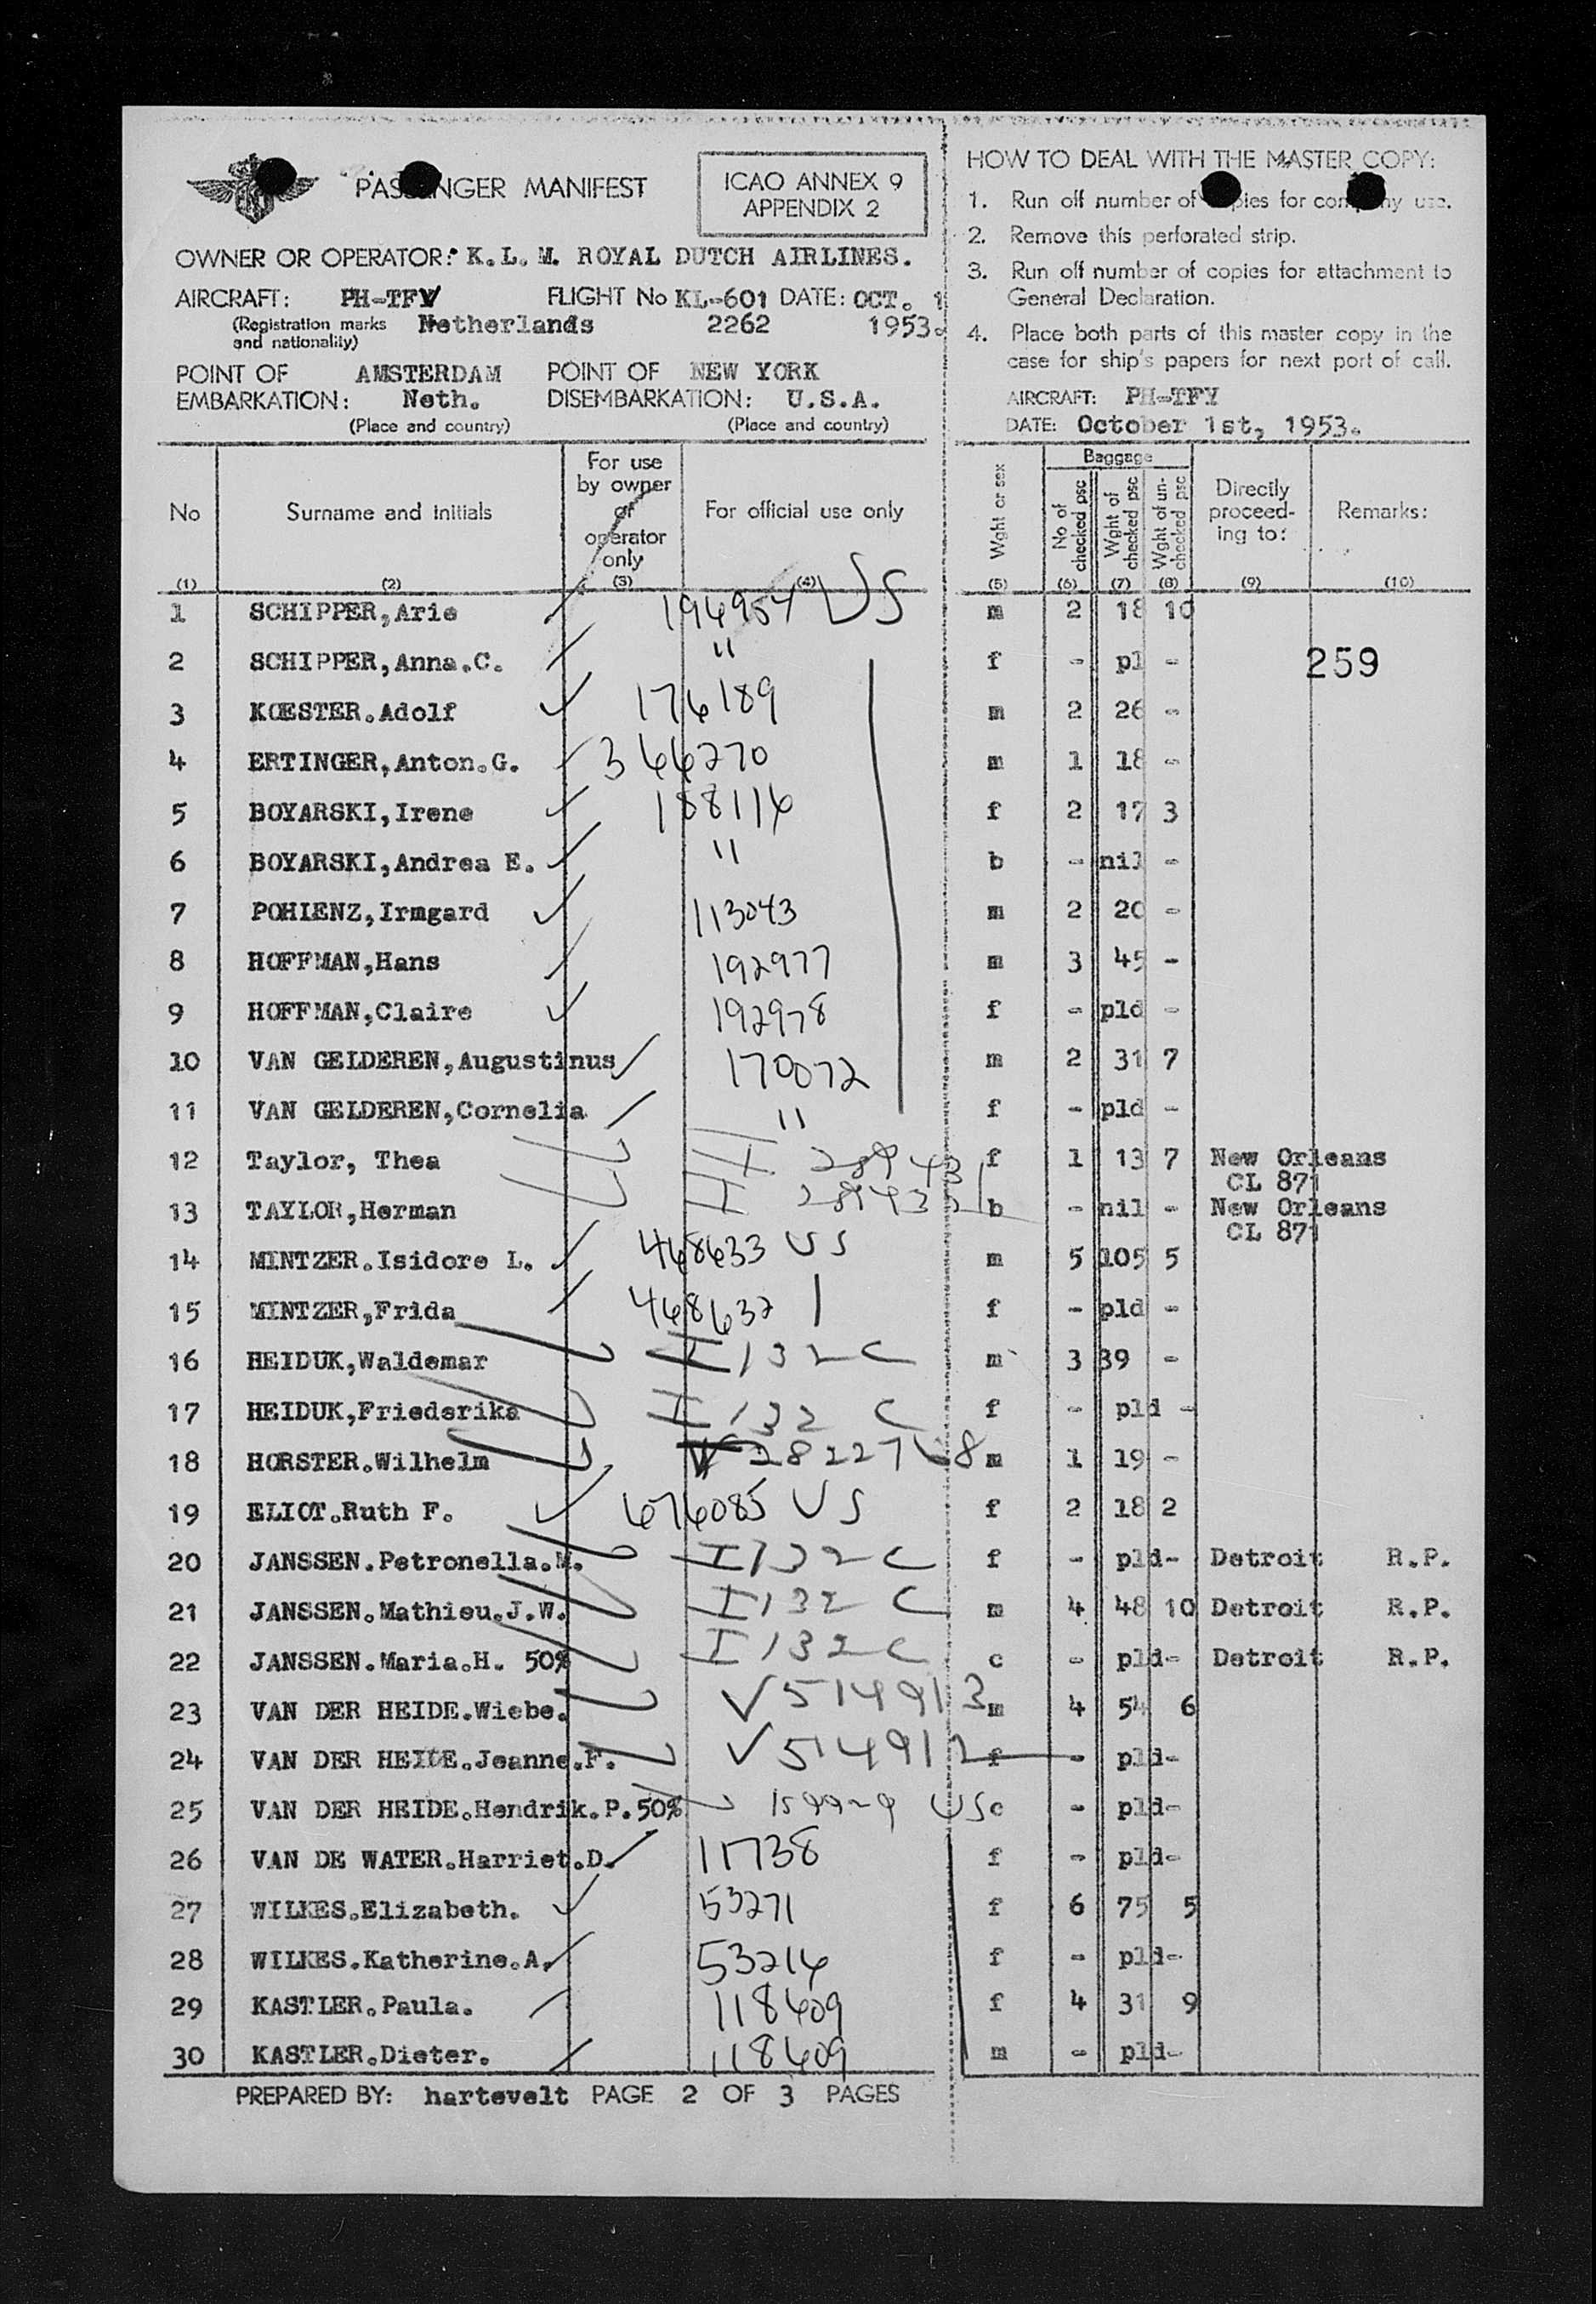 PASSENGER MANIFEST
ICAO ANNEX 9
APPENDIX 2
OWNER OR OPERATOR: K.L.M. ROYAL DUTCH AIRLINES.
AIRCRAFT: PH-TFY FLIGHT No KL-601 DATE: OCT. 1
(Registration marks and nationality) Netherlands 2262 1953.
POINT OF EMBARKATION: AMSTERDAM Neth. POINT OF DISEMBARKATION: NEW YORK U.S.A.
(Place and country) (Place and country)
HOW TO DEAL WITH THE MASTER COPY:
1. Run off number of copies for company use.
2. Remove this perforated strip.
3. Run off number of copies for attachment to
General Declaration.
4. Place both parts of this master copy in the
case for ship's papers for next port of call.
AIRCRAFT: PH-TFY
DATE: October 1st, 1953.
No Surname and initials For use by owner or operator only For official use only Wght or sex Baggage No of checked psc Wght of checked psc Wght of un-checked psc Directly proceed-ing to: Remarks:
(1) (2) (3) (4) (5) (6) (7) (8) (9) (10)
1 SCHIPPER,Arie 194954 US m 2 18 10
2 SCHIPPER,Anna.C. " f - pl - 259
3 KOESTER.Adolf 176189 m 2 26 -
4 ERTINGER,Anton.G. 366270 m 1 18 -
5 BOYARSKI,Irene 188116 f 2 17 3
6 BOYARSKI,Andrea E. " b - nil -
7 POHIENZ,Irmgard 113043 m 2 20 -
8 HOFFMAN,Hans 192977 m 3 45 -
9 HOFFMAN,Claire 192978 f - pld -
10 VAN GELDEREN,Augustinus 170072 m 2 31 7
11 VAN GELDEREN,Cornelia " f - pld -
12 Taylor, Thea I f 1 13 7 New Orleans
CL 871
13 TAYLOR,Herman I b - nil - New Orleans
CL 871
14 MINTZER.Isidore L. 468633 US m 5 105 5
15 MINTZER,Frida 468632 f - pld -
16 HEIDUK,Waldemar I 132 C m 3 39 -
17 HEIDUK,Friederika I 132 C f - pld -
18 HORSTER.Wilhelm m 1 19 -
19 ELIOT.Ruth F. 676085 US f 2 18 2
20 JANSSEN.Petronella.M. I 132 C f - pld- Detroit R.P.
21 JANSSEN.Mathieu.J.W. I 132 C m 4 48 10 Detroit R.P.
22 JANSSEN.Maria.H. 50% I 132 C c - pld- Detroit R.P.
23 VAN DER HEIDE.Wiebe. V514913 m 4 54 6
24 VAN DER HEIDE.Jeanne.F. V514912 f - pld-
25 VAN DER HEIDE.Hendrik.P.50% US c - pld-
26 VAN DE WATER.Harriet.D. 11738 f - pld-
27 WILKES.Elizabeth. 53271 f 6 75 5
28 WILKES.Katherine.A. 53216 f - pld-
29 KASTLER.Paula. 118609 f 4 31 9
30 KASTLER.Dieter. 118609 m - pld-
PREPARED BY: hartevelt PAGE 2 OF 3 PAGES